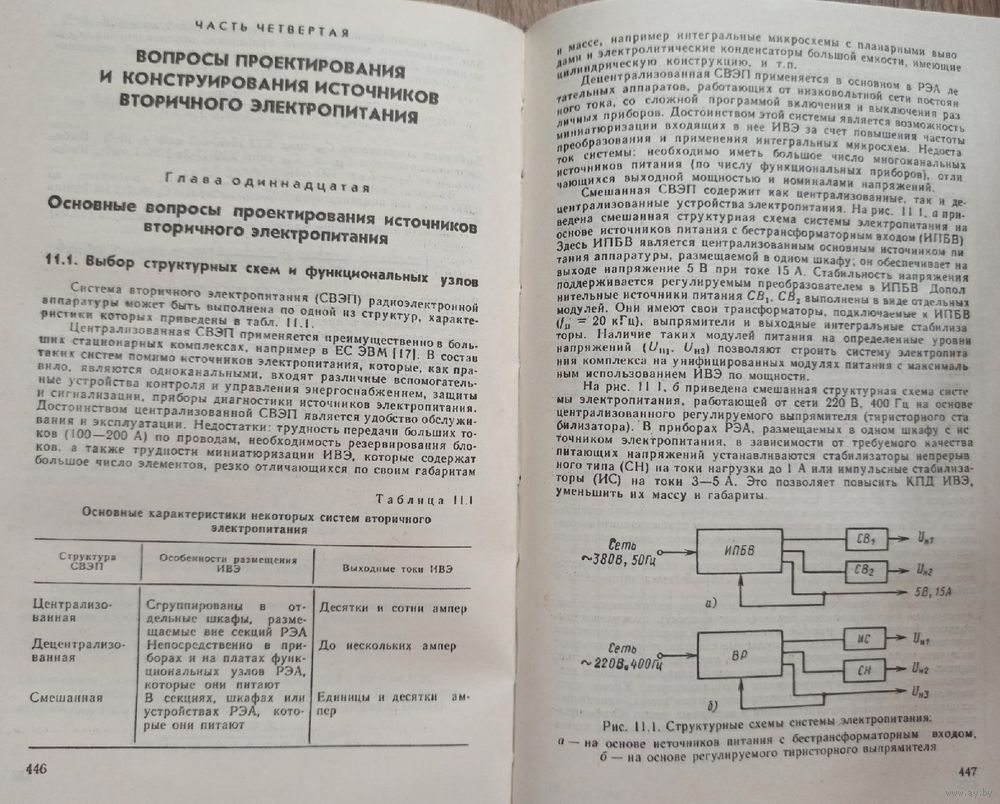 ЧАСТЬ ЧЕТВЕРТАЯ
ВОПРОСЫ ПРОЕКТИРОВАНИЯ
И КОНСТРУИРОВАНИЯ ИСТОЧНИКОВ
ВТОРИЧНОГО ЭЛЕКТРОПИТАНИЯ
Глава одиннадцатая
Основные вопросы проектирования источников
вторичного электропитания
11.1. Выбор структурных схем и функциональных узлов
Система вторичного электропитания (СВЭП) радиоэлектронной
аппаратуры может быть выполнена по одной из структур, характе-
ристики которых приведены в табл. 11.1.
Централизованная СВЭП применяется преимущественно в боль-
ших стационарных комплексах, например в ЕС ЭВМ [17]. В состав
таких систем помимо источников электропитания, которые, как пра-
вило, являются одноканальными, входят различные вспомогатель-
ные устройства контроля и управления энергоснабжением, защиты
и сигнализации, приборы диагностики источников электропитания.
Достоинством централизованной СВЭП является удобство обслужи-
вания и эксплуатации. Недостатки: трудность передачи больших то-
ков (100—200 А) по проводам, необходимость резервирования бло-
ков, а также трудности миниатюризации ИВЭ, которые содержат
большое число элементов, резко отличающихся по своим габаритам
Таблица 11.1
Основные характеристики некоторых систем вторичного
электропитания
Структура
СВЭП
Особенности размещения
ИВЭ
Выходные токи ИВЭ
Централизо-
ванная
Сгруппированы в от-
дельные шкафы, разме-
щаемые вне секций РЭА
Десятки и сотни ампер
Децентрализо-
ванная
Непосредственно в при-
борах и на платах функ-
циональных узлов РЭА,
которые они питают
До нескольких ампер
Смешанная
В секциях, шкафах или
устройствах РЭА, кото-
рые они питают
Единицы и десятки ам-
пер
446
и массе, например интегральные микросхемы с планарными выво
дами и электролитические конденсаторы большой емкости, имеющие
цилиндрическую конструкцию, и т.п.
Децентрализованная СВЭП применяется в основном в РЭА ле
тательных аппаратов, работающих от низковольтной сети постоян
ного тока, со сложной программой включения и выключения раз
личных приборов. Достоинством этой системы является возможность
миниатюризации входящих в нее ИВЭ за счет повышения частоты
преобразования и применения интегральных микросхем. Недоста
ток системы: необходимо иметь большое число многоканальных
источников питания (по числу функциональных приборов), отли
чающихся выходной мощностью и номиналами напряжений.
Смешанная СВЭП содержит как централизованные, так и де-
централизованные устройства электропитания. На рис. 11 1, а при-
ведена смешанная структурная схема системы электропитания на
основе источников питания с бестрансформаторным входом (ИПБВ)
Здесь ИПБВ является централизованным основным источником пи
тания аппаратуры, размещаемой в одном шкафу; он обеспечивает на
выходе напряжение 5 В при токе 15 А. Стабильность напряжения
поддерживается регулируемым преобразователем в ИПБВ Допол
нительные источники питания СВ₁, СВ₂ выполнены в виде отдельных
модулей. Они имеют свои трансформаторы, подключаемые к ИПБВ
(fп = 20 кГц), выпрямители и выходные интегральные стабилиза
торы. Наличие таких модулей питания на определенные уровни
напряжений (Uн1, Uн2) позволяют строить систему электропита
ния комплекса на унифицированных модулях питания с максималь
ным использованием ИВЭ по мощности.
На рис. 11 1, б приведена смешанная структурная схема систе
мы электропитания, работающей от сети 220 В, 400 Гц на основе
централизованного регулируемого выпрямителя (тиристорного ста
билизатора). В приборах РЭА, размещаемых в одном шкафу с ис
точником электропитания, в зависимости от требуемого качества
питающих напряжений устанавливаются стабилизаторы непрерыв
ного типа (СН) на токи нагрузки до 1 А или импульсные стабилиза-
торы (ИС) на токи 3—5 А. Это позволяет повысить КПД ИВЭ,
уменьшить их массу и габариты.
Сеть
~380В, 50Гц
ИПБВ
СВ₁
СВ₂
Uн1
Uн2
5В, 15А
а)
Сеть
~220В, 400Гц
ВР
ИС
СН
Uн1
Uн2
Uн3
б)
Рис. 11.1. Структурные схемы системы электропитания:
а — на основе источников питания с бестрансформаторным входом,
б — на основе регулируемого тиристорного выпрямителя
447
www.ay.by